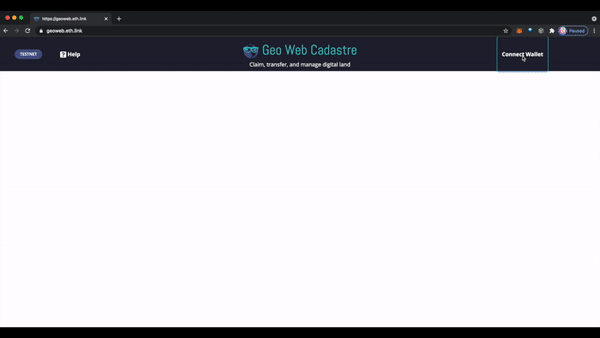 https://geoweb.eth.link
geoweb.eth.link
Paused
TESTNET
Help
Geo Web Cadastre
Claim, transfer, and manage digital land
Connect Wallet